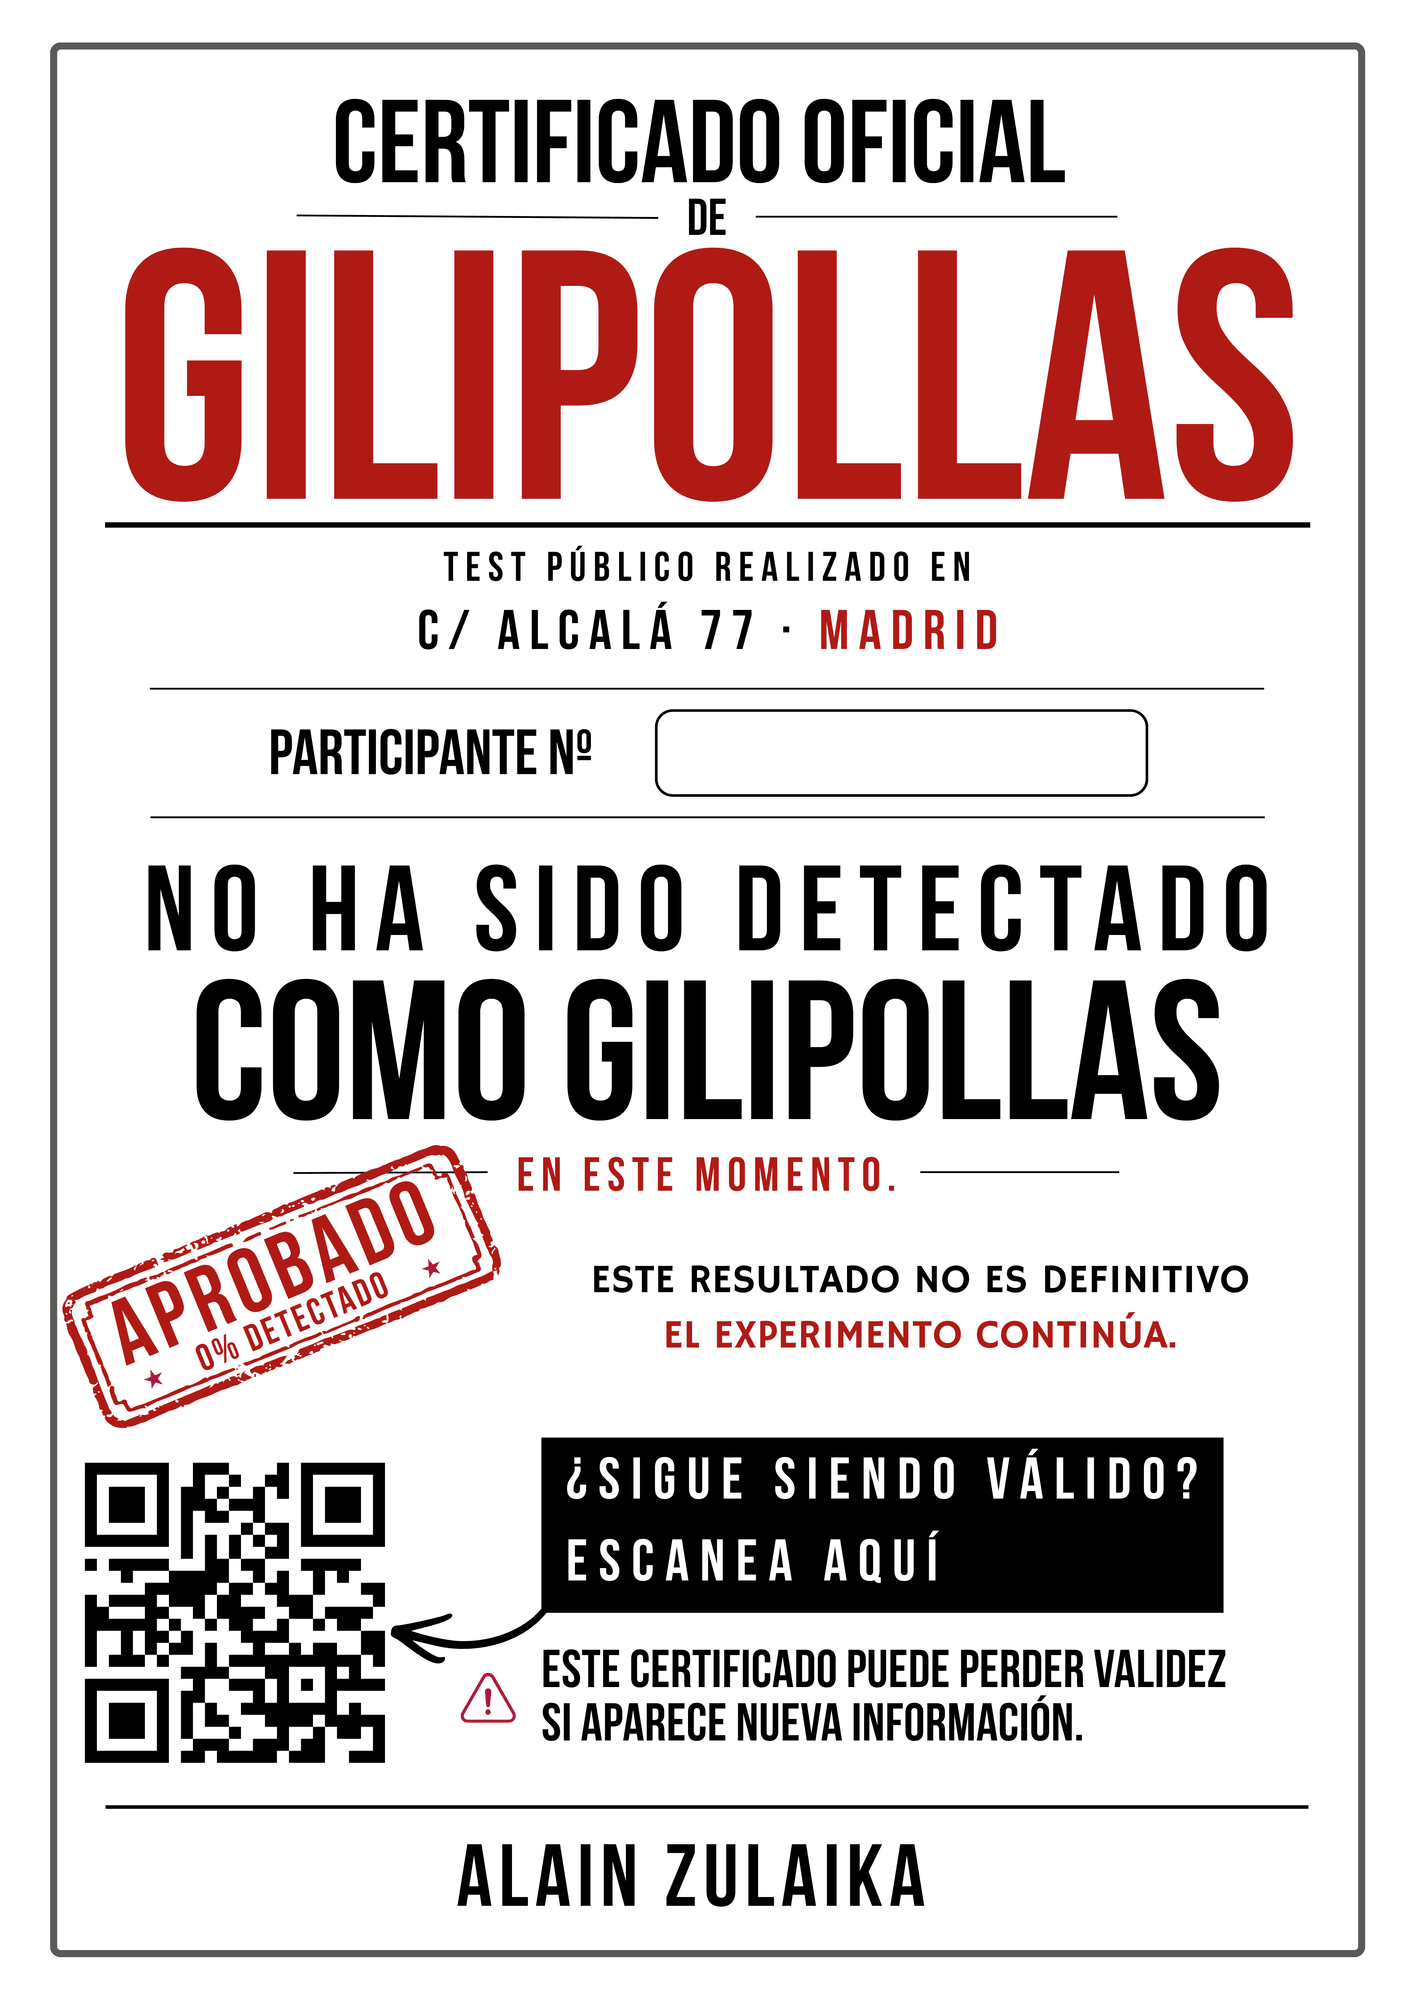 CERTIFICADO OFICIAL
DE
GILIPOLLAS
TEST PÚBLICO REALIZADO EN
C/ ALCALÁ 77 · MADRID
PARTICIPANTE Nº
NO HA SIDO DETECTADO
COMO GILIPOLLAS
EN ESTE MOMENTO.
APROBADO
0% DETECTADO
ESTE RESULTADO NO ES DEFINITIVO
EL EXPERIMENTO CONTINÚA.
¿SIGUE SIENDO VÁLIDO?
ESCANEA AQUÍ
ESTE CERTIFICADO PUEDE PERDER VALIDEZ
SI APARECE NUEVA INFORMACIÓN.
ALAIN ZULAIKA